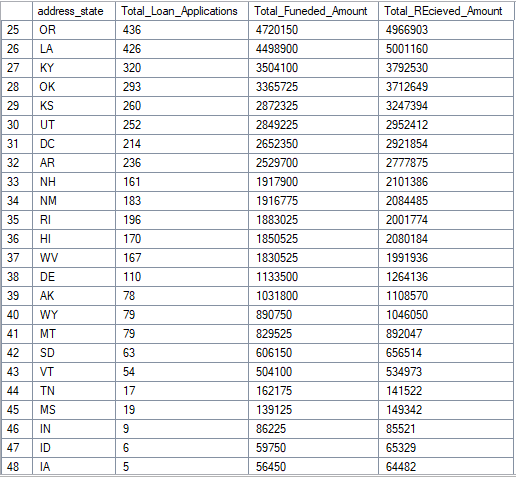 address_state Total_Loan_Applications Total_Funeded_Amount Total_REcieved_Amount
25 OR 436 4720150 4966903
26 LA 426 4498900 5001160
27 KY 320 3504100 3792530
28 OK 293 3365725 3712649
29 KS 260 2872325 3247394
30 UT 252 2849225 2952412
31 DC 214 2652350 2921854
32 AR 236 2529700 2777875
33 NH 161 1917900 2101386
34 NM 183 1916775 2084485
35 RI 196 1883025 2001774
36 HI 170 1850525 2080184
37 WV 167 1830525 1991936
38 DE 110 1133500 1264136
39 AK 78 1031800 1108570
40 WY 79 890750 1046050
41 MT 79 829525 892047
42 SD 63 606150 656514
43 VT 54 504100 534973
44 TN 17 162175 141522
45 MS 19 139125 149342
46 IN 9 86225 85521
47 ID 6 59750 65329
48 IA 5 56450 64482